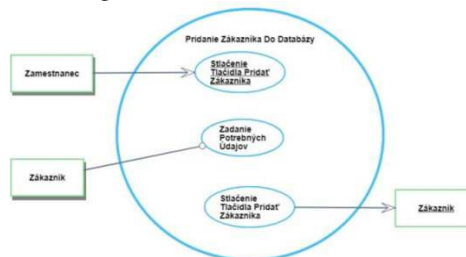 Pridanie Zákazníka Do Databázy
Zamestnanec
Stlačenie
Tlačidla Pridať
Zákazníka
Zadanie
Potrebných
Údajov
Zákazník
Stlačenie
Tlačidla Pridať
Zákazníka
Zákazník